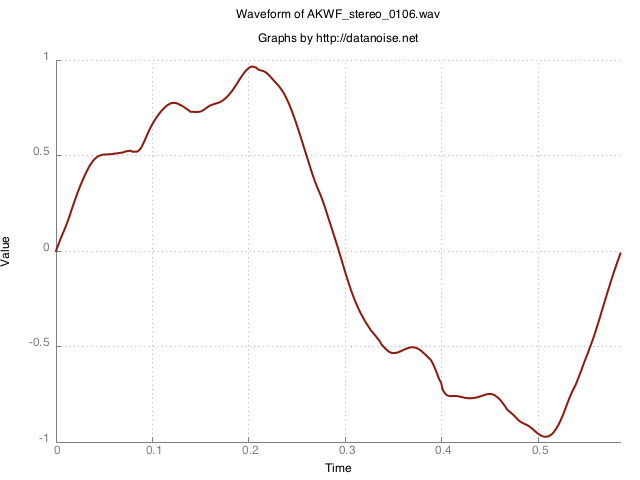 Waveform of AKWF_stereo_0106.wav
Graphs by http://datanoise.net
1
0.5
0
-0.5
-1
Value
0 0.1 0.2 0.3 0.4 0.5
Time